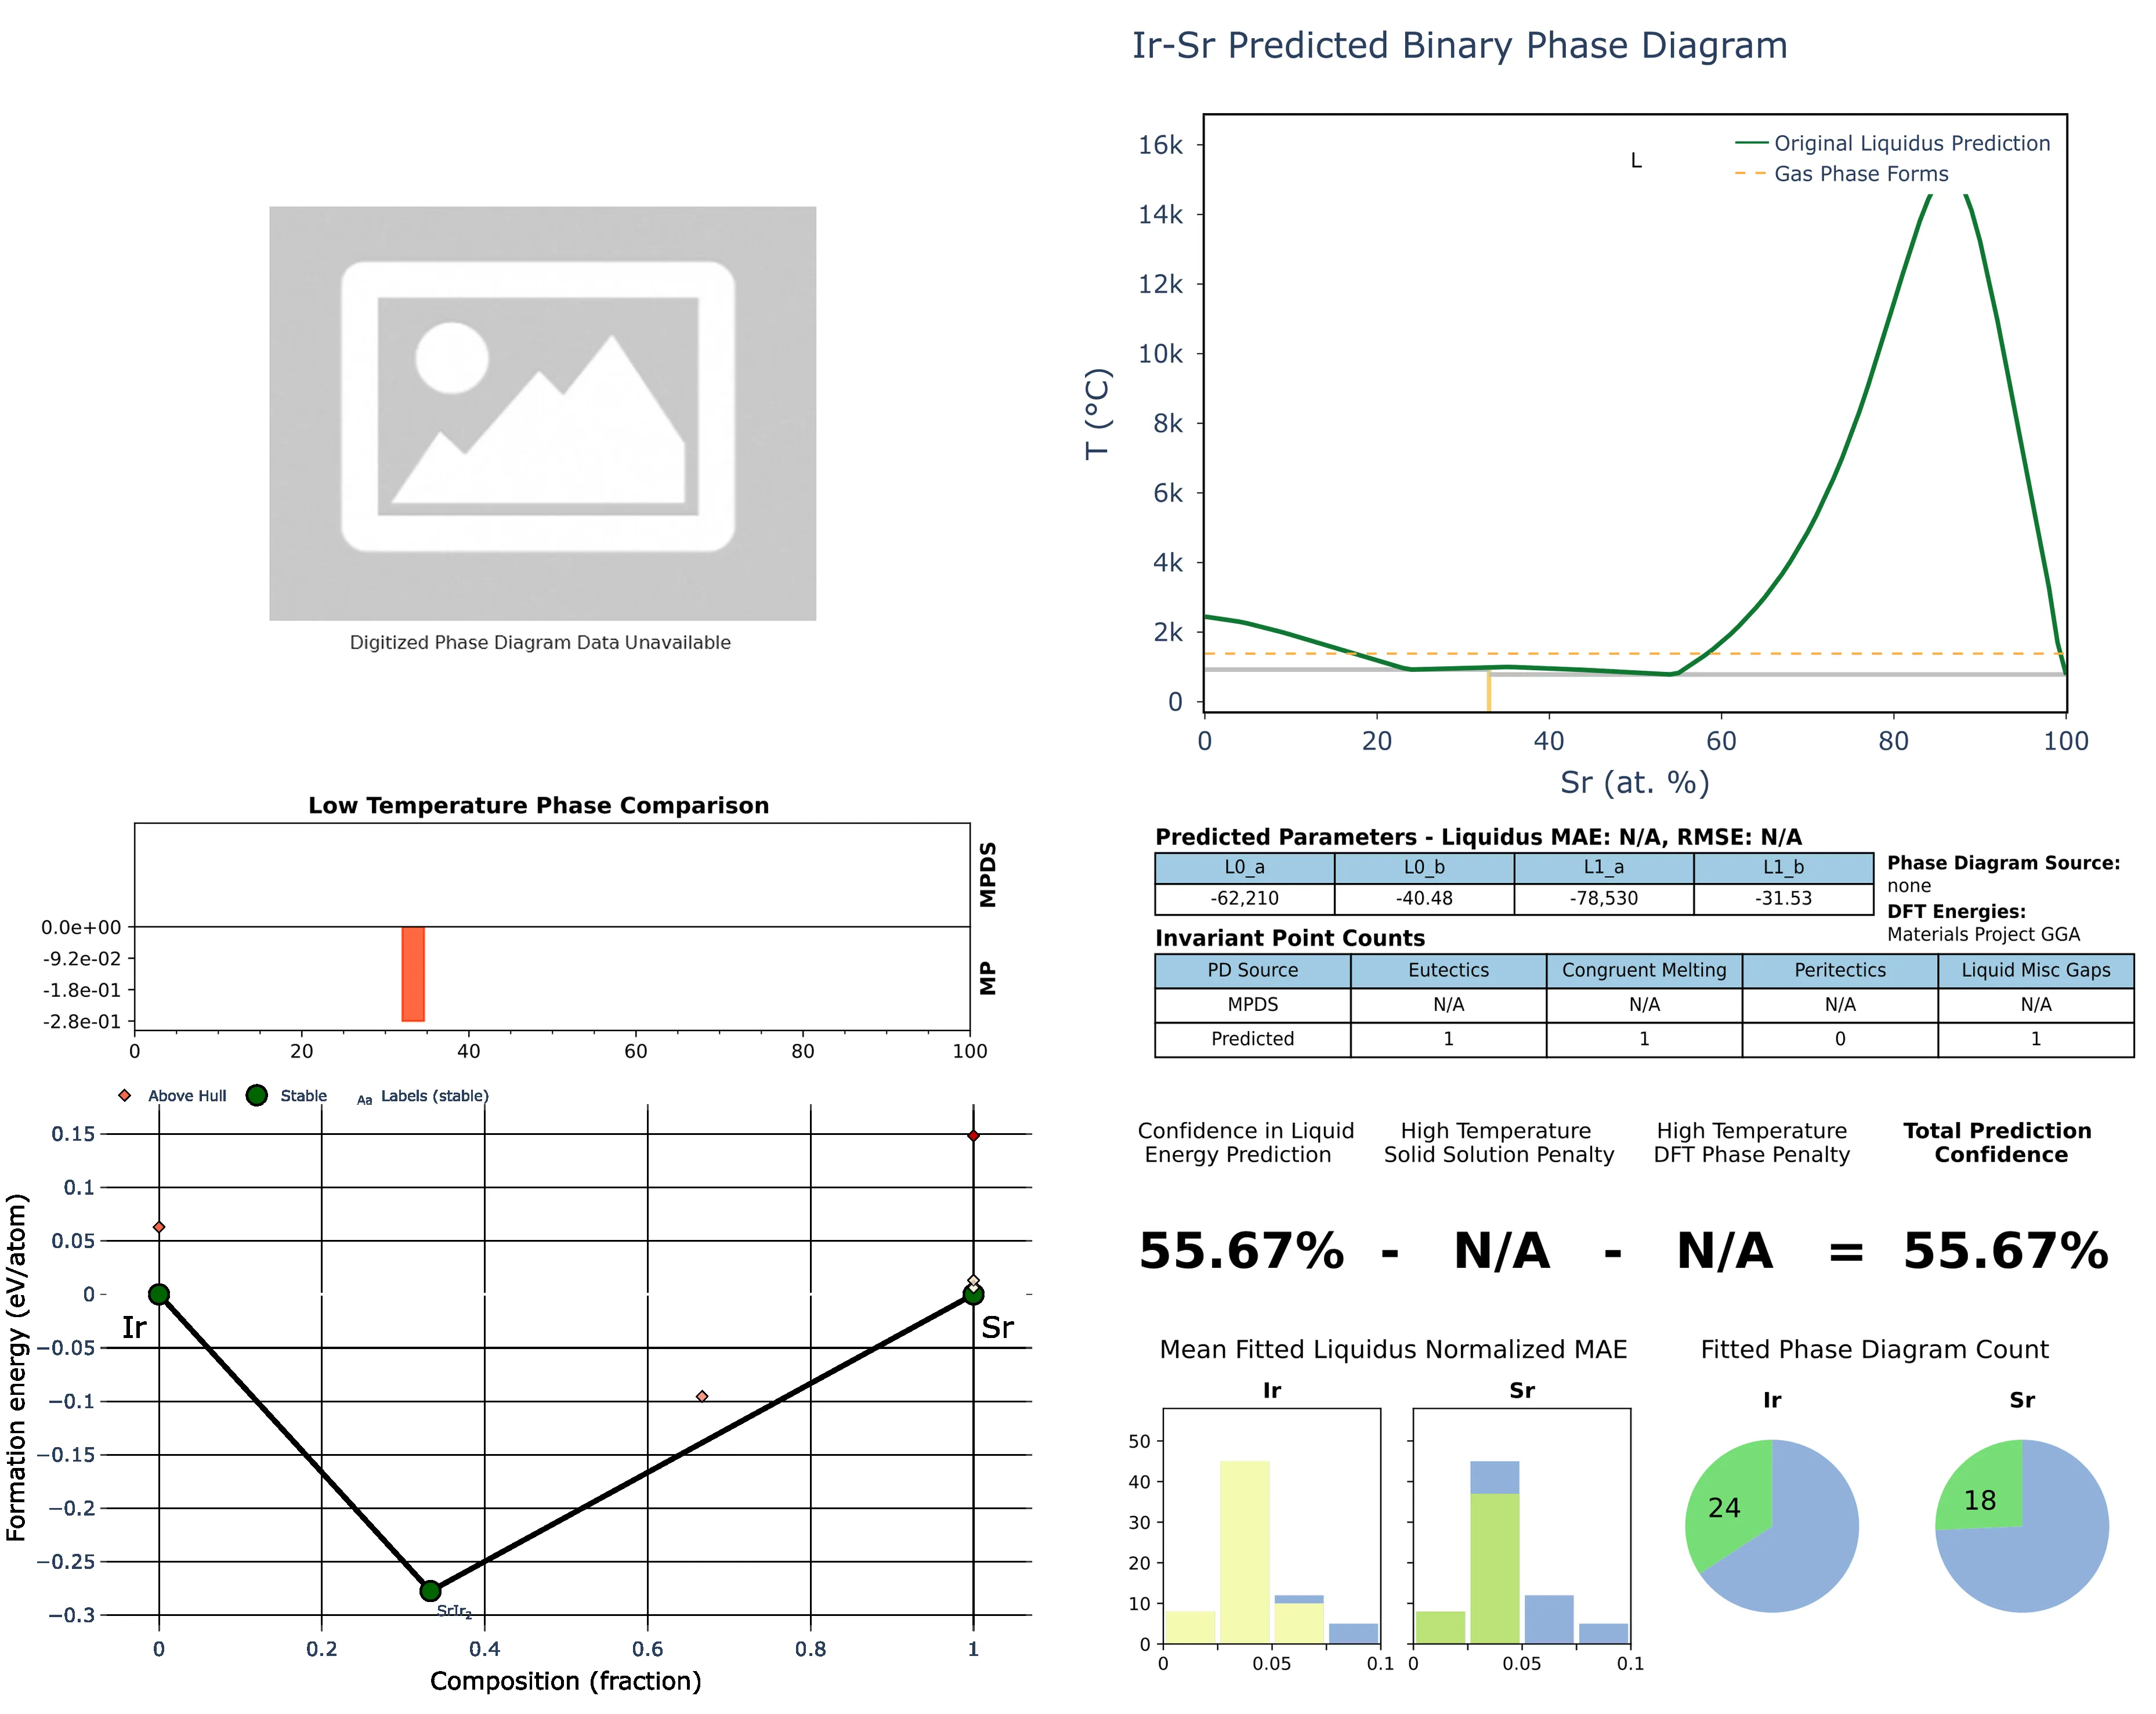 Ir-Sr Predicted Binary Phase Diagram
Digitized Phase Diagram Data Unavailable
16k
14k
12k
10k
8k
6k
4k
2k
0
T (°C)
L
Original Liquidus Prediction
Gas Phase Forms
0 20 40 60 80 100
Sr (at. %)
Low Temperature Phase Comparison
MPDS
MP
0.0e+00
-9.2e-02
-1.8e-01
-2.8e-01
0 20 40 60 80 100
Predicted Parameters - Liquidus MAE: N/A, RMSE: N/A
L0_a L0_b L1_a L1_b
-62,210 -40.48 -78,530 -31.53
Phase Diagram Source:
none
DFT Energies:
Materials Project GGA
Invariant Point Counts
PD Source Eutectics Congruent Melting Peritectics Liquid Misc Gaps
MPDS N/A N/A N/A N/A
Predicted 1 1 0 1
Above Hull Stable Aa Labels (stable)
0.15
0.1
0.05
0
−0.05
−0.1
−0.15
−0.2
−0.25
−0.3
Formation energy (eV/atom)
Ir
Sr
SrIr₂
0 0.2 0.4 0.6 0.8 1
Composition (fraction)
Confidence in Liquid
Energy Prediction
High Temperature
Solid Solution Penalty
High Temperature
DFT Phase Penalty
Total Prediction
Confidence
55.67% - N/A - N/A = 55.67%
Mean Fitted Liquidus Normalized MAE
Ir
Sr
50
40
30
20
10
0
0 0.05 0.1
0 0.05 0.1
Fitted Phase Diagram Count
Ir
Sr
24
18